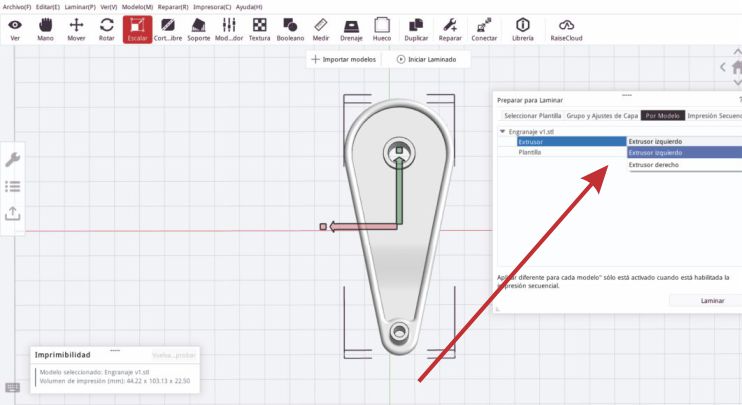 Archivo(F) Editar(E) Laminar(P) Ver(V) Modelo(M) Reparar(R) Impresora(C) Ayuda(H)
Ver Mano Mover Rotar Escalar Cort...ibre Soporte Mod...dor Textura Booleano Medir Drenaje Hueco Duplicar Reparar Conectar Librería RaiseCloud
Importar modelos Iniciar Laminado
Preparar para Laminar
Seleccionar Plantilla Grupo y Ajustes de Capa Por Modelo Impresión Secuenc
Engranaje v1.stl
Extrusor Extrusor izquierdo
Plantilla Extrusor izquierdo
Extrusor derecho
Aplicar diferente para cada modelo" sólo está activado cuando está habilitada la
impresión secuencial.
Laminar
Imprimibilidad Vuelva...probar
Modelo seleccionado: Engranaje v1.stl
Volumen de impresión (mm): 44.22 x 103.13 x 22.50